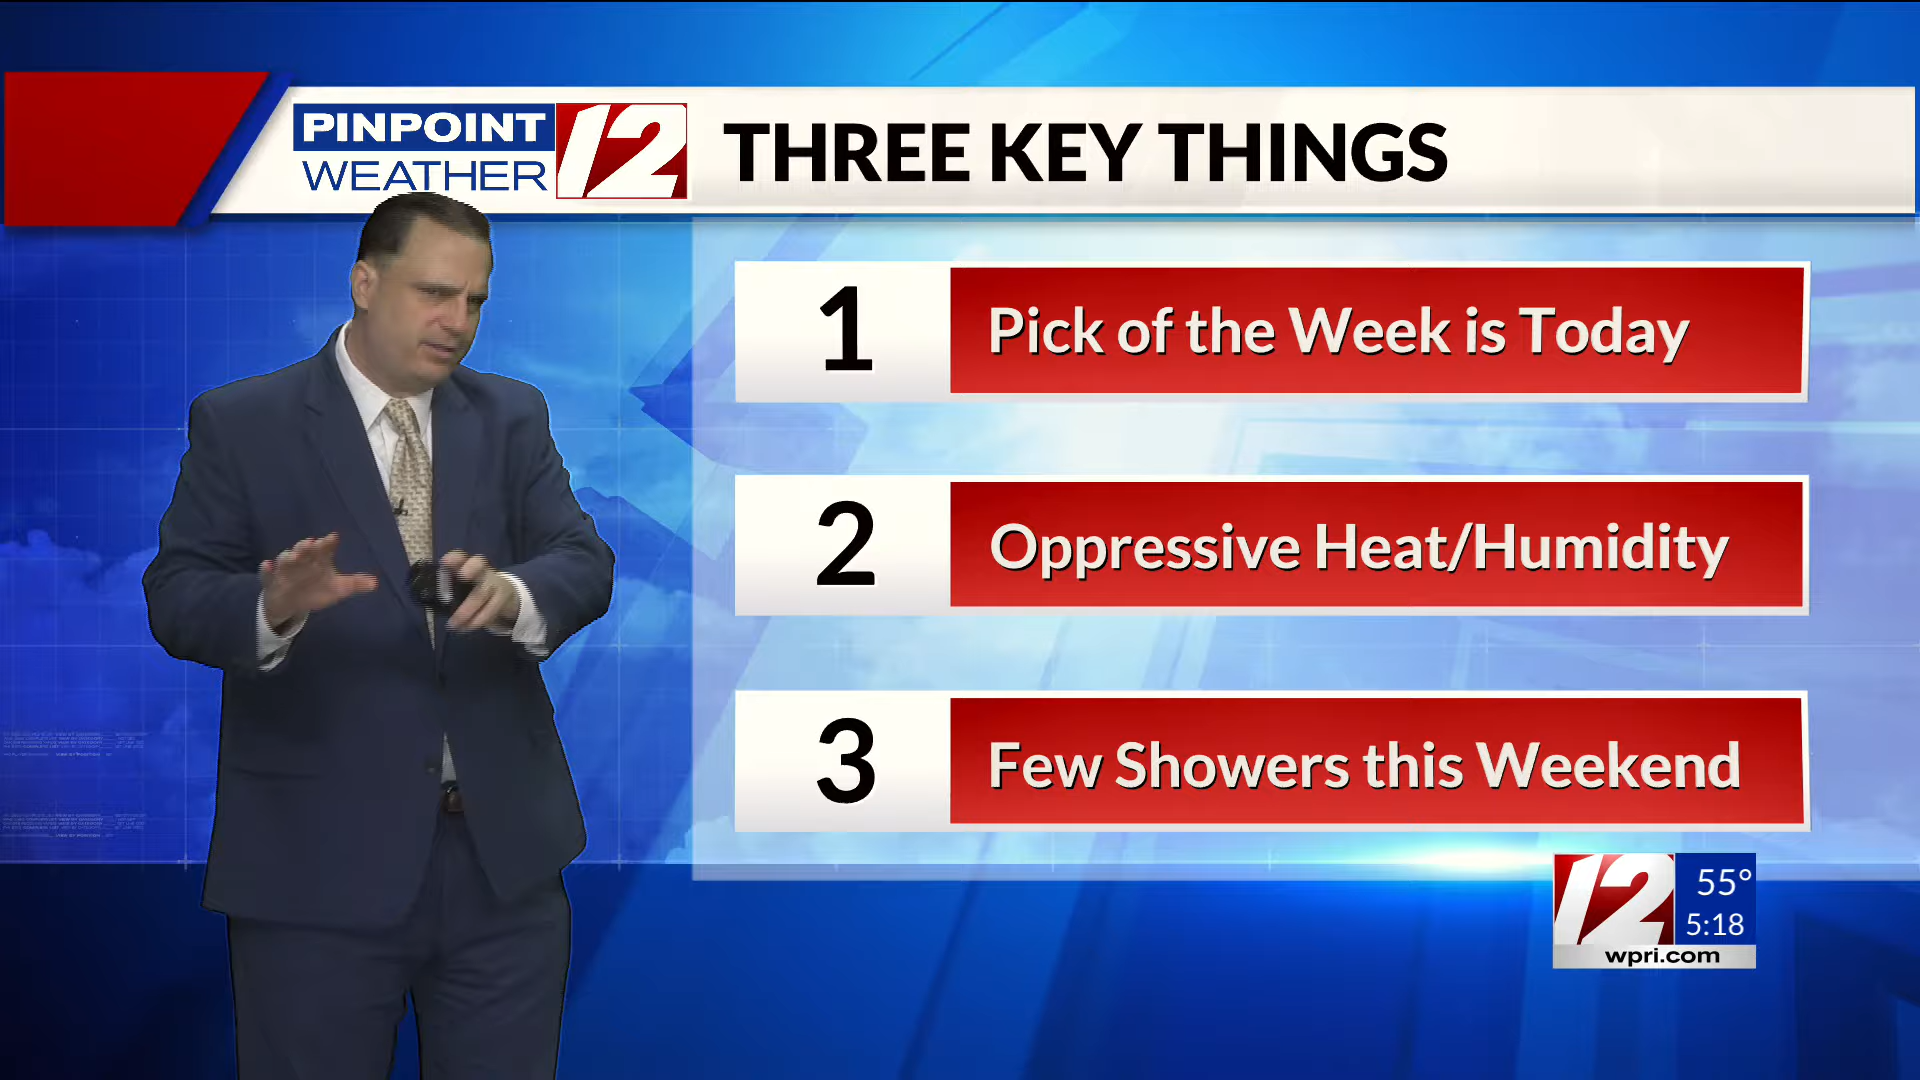 PINPOINT
WEATHER 12
THREE KEY THINGS
1 Pick of the Week is Today
2 Oppressive Heat/Humidity
3 Few Showers this Weekend
12 55°
5:18
wpri.com